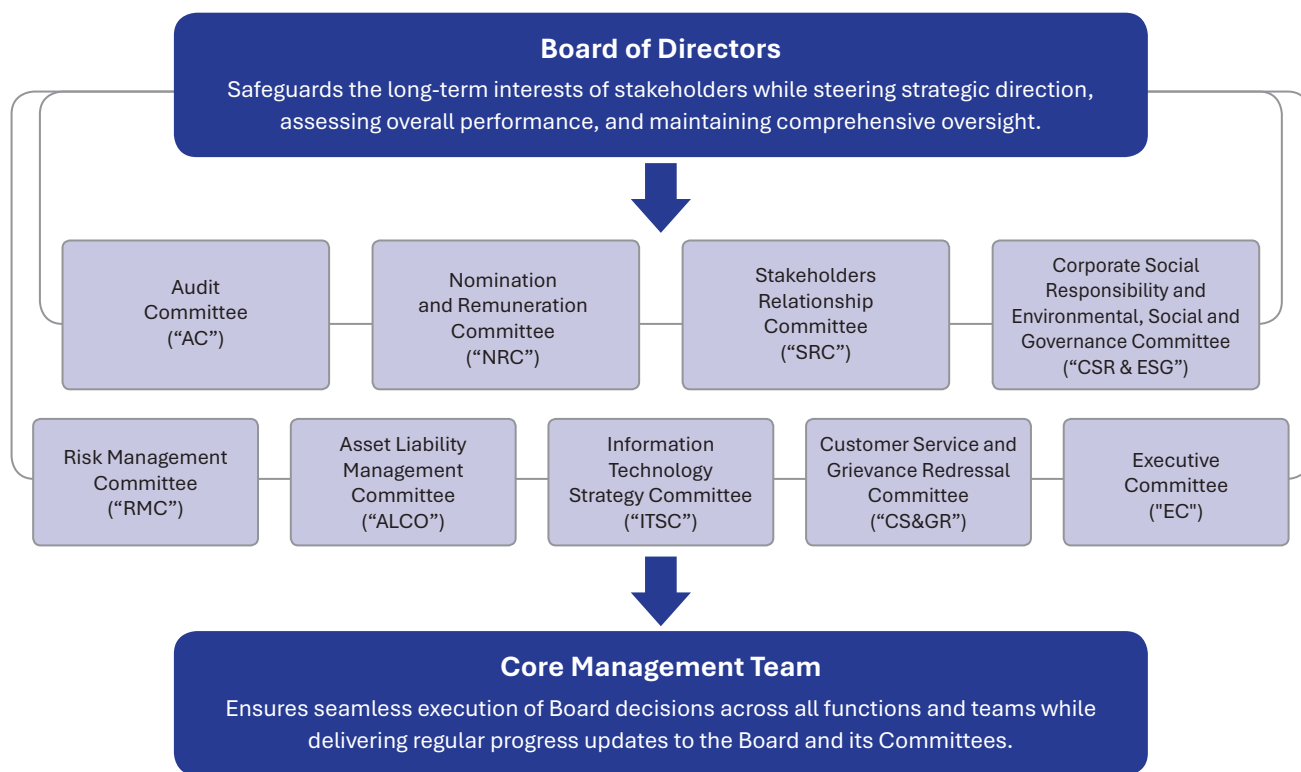 Board of Directors
Safeguards the long-term interests of stakeholders while steering strategic direction,
assessing overall performance, and maintaining comprehensive oversight.
Audit
Committee
(“AC”)
Nomination
and Remuneration
Committee
(“NRC”)
Stakeholders
Relationship
Committee
(“SRC”)
Corporate Social
Responsibility and
Environmental, Social and
Governance Committee
(“CSR & ESG”)
Risk Management
Committee
(“RMC”)
Asset Liability
Management
Committee
(“ALCO”)
Information
Technology
Strategy Committee
(“ITSC”)
Customer Service and
Grievance Redressal
Committee
(“CS&GR”)
Executive
Committee
("EC")
Core Management Team
Ensures seamless execution of Board decisions across all functions and teams while
delivering regular progress updates to the Board and its Committees.